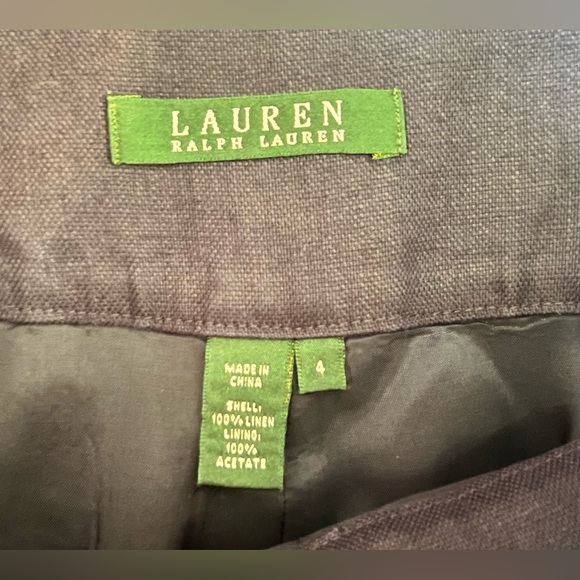 LAUREN
RALPH LAUREN
MADE IN
CHINA
SHELL:
100% LINEN
LINING:
100%
ACETATE
4